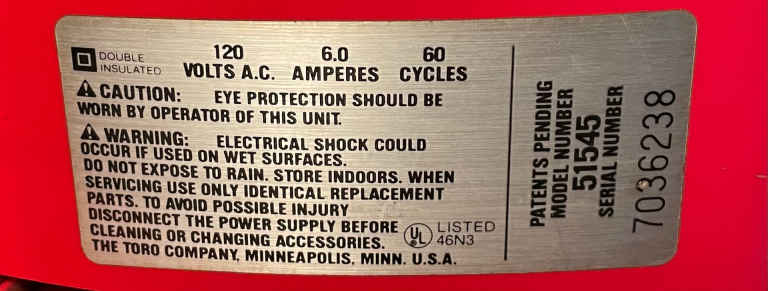 DOUBLE
INSULATED
120 6.0 60
VOLTS A.C. AMPERES CYCLES
CAUTION: EYE PROTECTION SHOULD BE
WORN BY OPERATOR OF THIS UNIT.
WARNING: ELECTRICAL SHOCK COULD
OCCUR IF USED ON WET SURFACES.
DO NOT EXPOSE TO RAIN. STORE INDOORS. WHEN
SERVICING USE ONLY IDENTICAL REPLACEMENT
PARTS. TO AVOID POSSIBLE INJURY
DISCONNECT THE POWER SUPPLY BEFORE
CLEANING OR CHANGING ACCESSORIES.
THE TORO COMPANY, MINNEAPOLIS, MINN. U.S.A.
UL LISTED
46N3
PATENTS PENDING
MODEL NUMBER
51545
SERIAL NUMBER
7036238